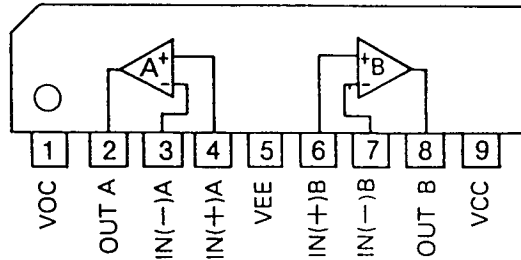 A + -
+ - B
1 2 3 4 5 6 7 8 9
VOC
OUT A
IN(-)A
IN(+)A
VEE
IN(+)B
IN(-)B
OUT B
VCC